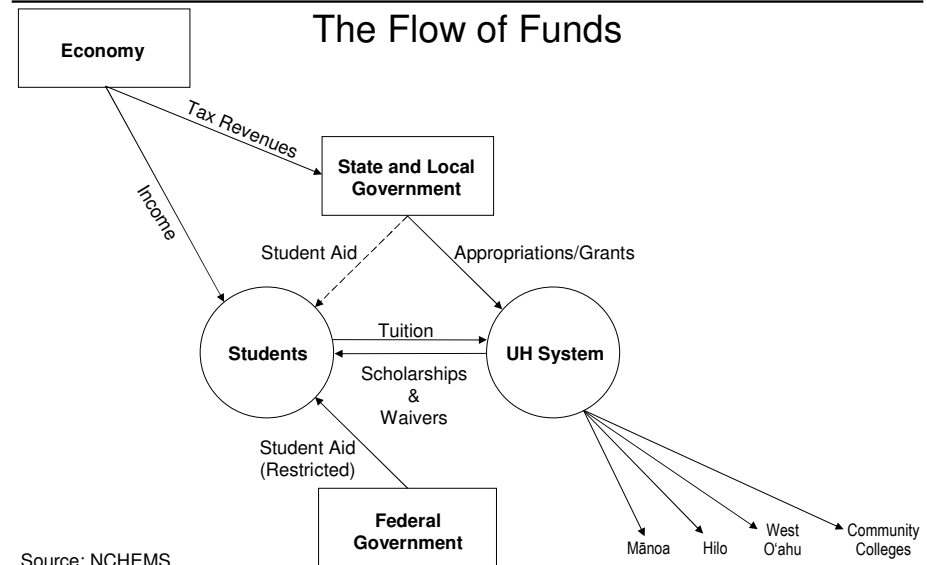 The Flow of Funds
Economy
Tax Revenues
Income
State and Local
Government
Student Aid
Appropriations/Grants
Students
Tuition
UH System
Scholarships
&
Waivers
Student Aid
(Restricted)
Federal
Government
Mānoa
Hilo
West
Oʻahu
Community
Colleges
Source: NCHEMS